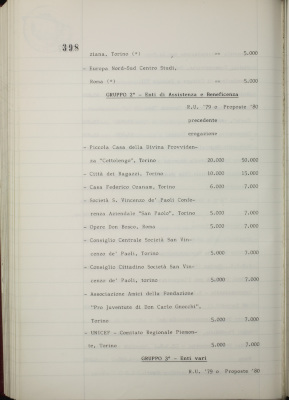 398
ziana, Torino (*) — 5.000
- Europa Nord-Sud Centro Studi,
Roma (*) — 5.000
GRUPPO 2° - Enti di Assistenza e Beneficenza
B.U. '79 o Proposte '80
precedente
erogazione
- Piccola Casa della Divina Provviden-
za "Cottolengo", Torino 20.000 50.000
- Città dei Ragazzi, Torino 10.000 15.000
- Casa Federico Ozanam, Torino 6.000 7.000
- Società S. Vincenzo de' Paoli Confe-
renza Aziendale "San Paolo", Torino 5.000 7.000
- Opere Don Bosco, Roma 5.000 7.000
- Consiglio Centrale Società San Vin-
cenzo de' Paoli, Torino 5.000 7.000
- Consiglio Cittadino Società San Vin-
cenzo de' Paoli, Torino 5.000 7.000
- Associazione Amici della Fondazione
"Pro Juventute di Don Carlo Gnocchi",
Torino 5.000 7.000
- UNICEF - Comitato Regionale Piemon-
te, Torino 5.000 7.000
GRUPPO 3° - Enti vari
B.U. '79 o Proposte '80